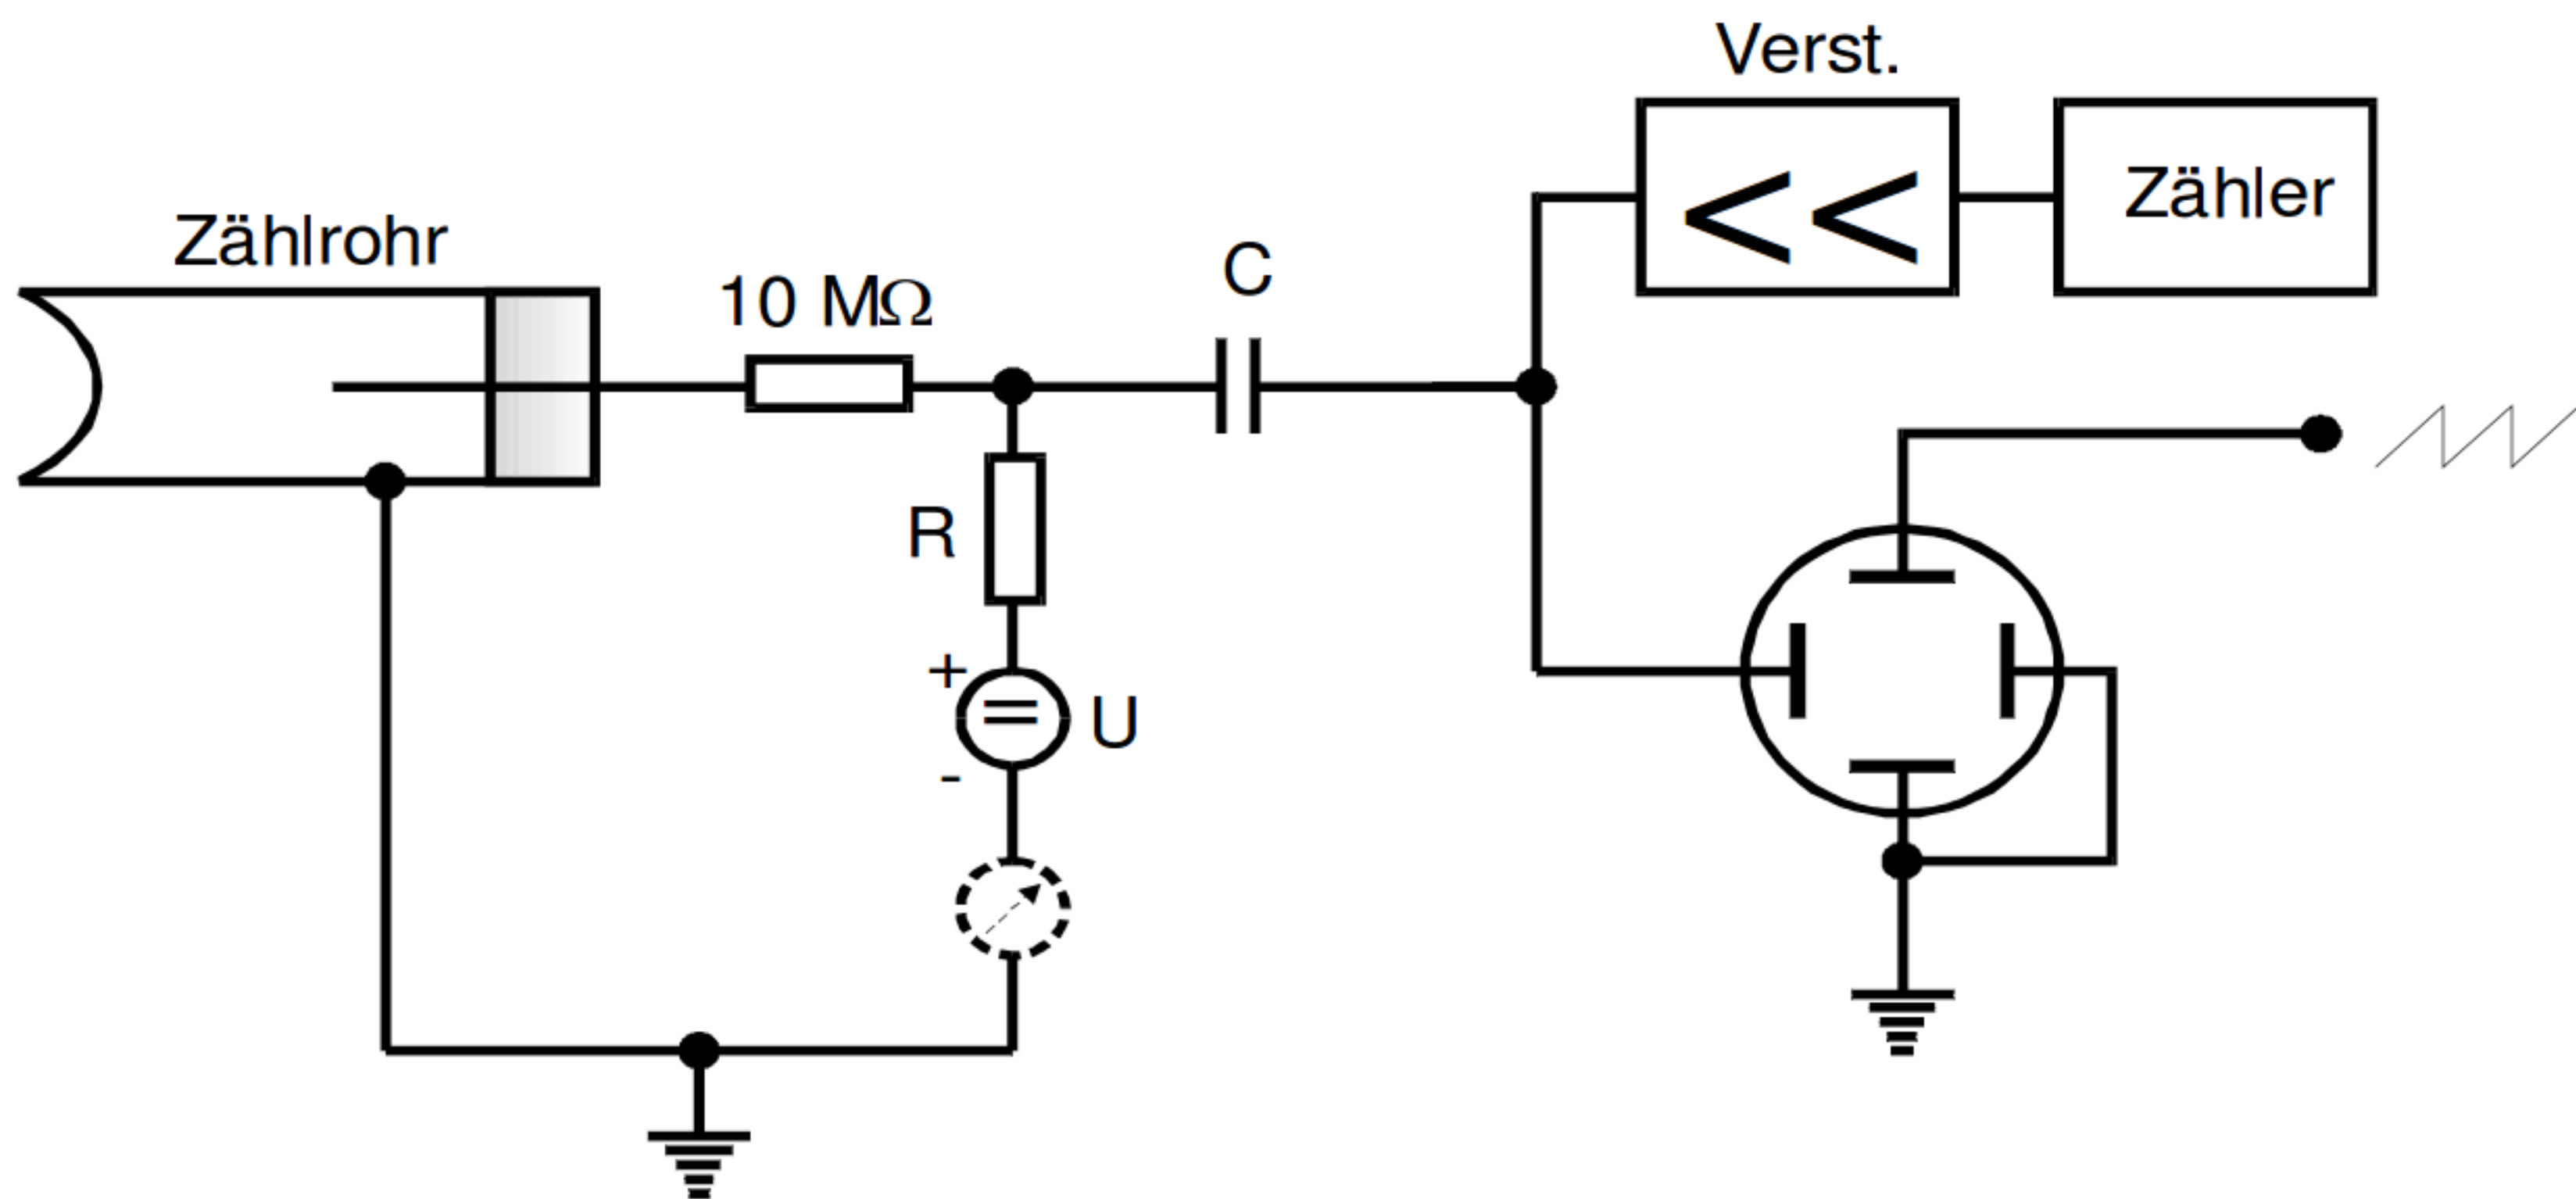 Verst.
<<
Zähler
Zählrohr
10 MΩ
C
R
+
=
U
-